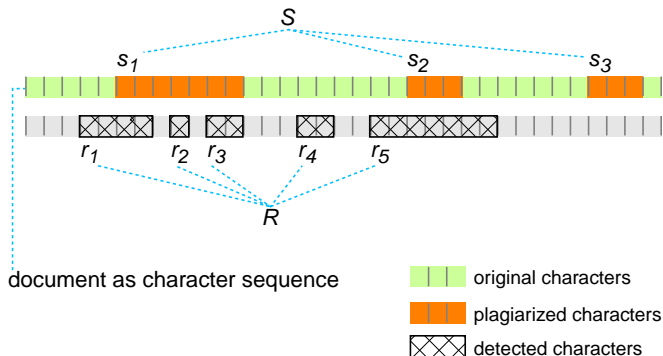 S
s1 s2 s3
r1 r2 r3 r4 r5
R
document as character sequence
original characters
plagiarized characters
detected characters